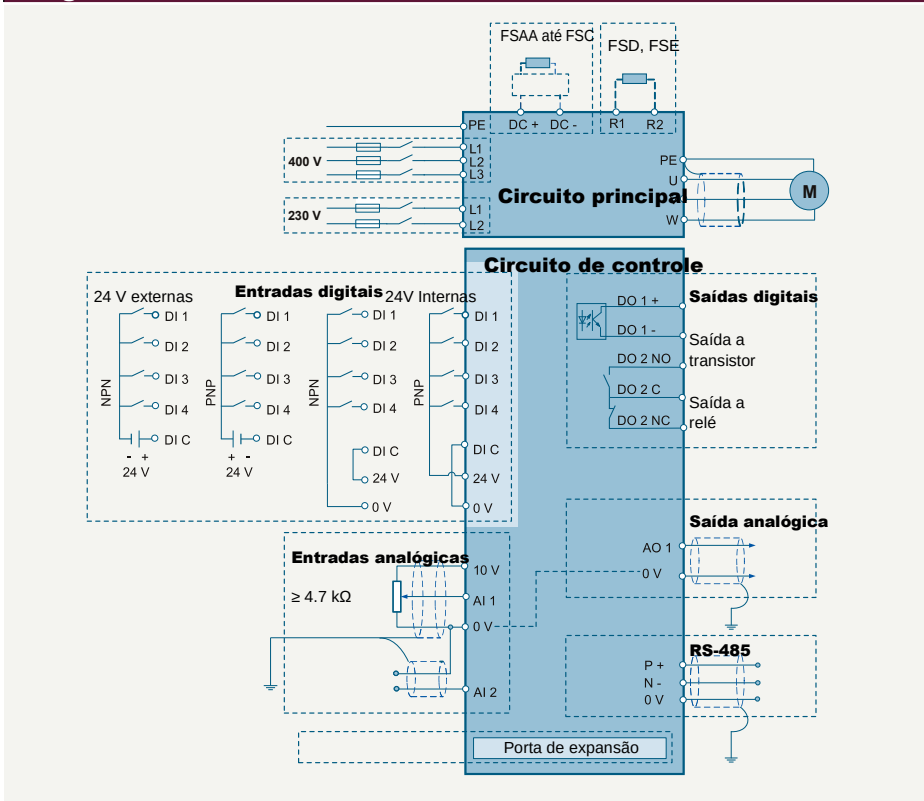 FSAA até FSC
FSD, FSE
PE
DC +
DC -
R1
R2
400 V
L1
L2
L3
230 V
L1
L2
Circuito principal
PE
U
W
M
Circuito de controle
24 V externas
Entradas digitais
24V Internas
NPN
DI 1
DI 2
DI 3
DI 4
DI C
- +
24 V
PNP
DI 1
DI 2
DI 3
DI 4
DI C
+ -
24 V
NPN
DI 1
DI 2
DI 3
DI 4
DI C
24 V
0 V
PNP
DI 1
DI 2
DI 3
DI 4
DI C
24 V
0 V
Saídas digitais
DO 1 +
DO 1 -
Saída a
transistor
DO 2 NO
DO 2 C
DO 2 NC
Saída a
relé
Entradas analógicas
≥ 4.7 kΩ
10 V
AI 1
0 V
AI 2
Saída analógica
AO 1
0 V
RS-485
P +
N -
0 V
Porta de expansão